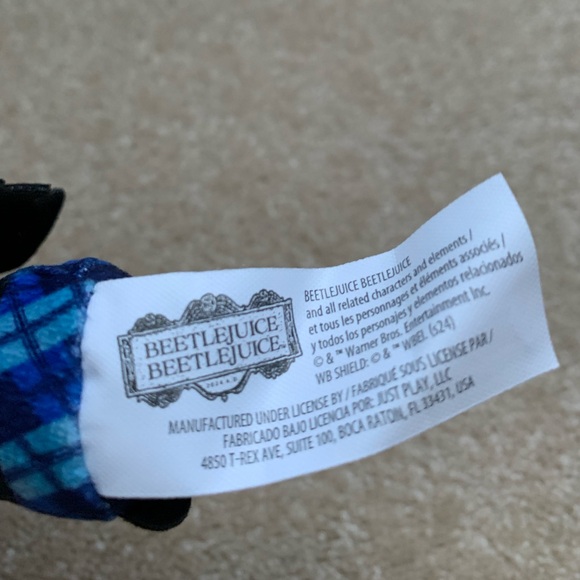 BEETLEJUICE
BEETLEJUICE
2024 A.D.
BEETLEJUICE BEETLEJUICE
and all related characters and elements /
et tous les personnages et éléments associés /
y todos los personajes y elementos relacionados
© & ™ Warner Bros. Entertainment Inc.
WB SHIELD: © & ™ WBEI. (s24)
MANUFACTURED UNDER LICENSE BY / FABRIQUE SOUS LICENSE PAR /
FABRICADO BAJO LICENCIA POR: JUST PLAY, LLC
4850 T-REX AVE, SUITE 100, BOCA RATON, FL 33431, USA